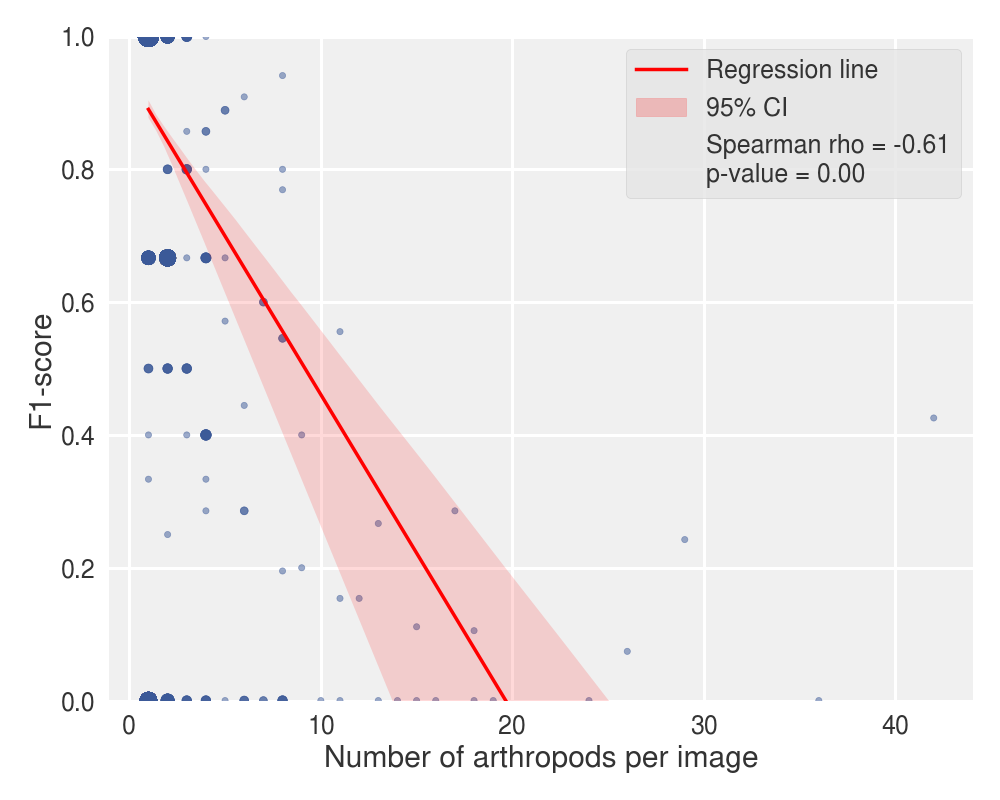 1.0
0.8
0.6
0.4
0.2
0.0
F1-score
0
10
20
30
40
Number of arthropods per image
Regression line
95% CI
Spearman rho = -0.61
p-value = 0.00